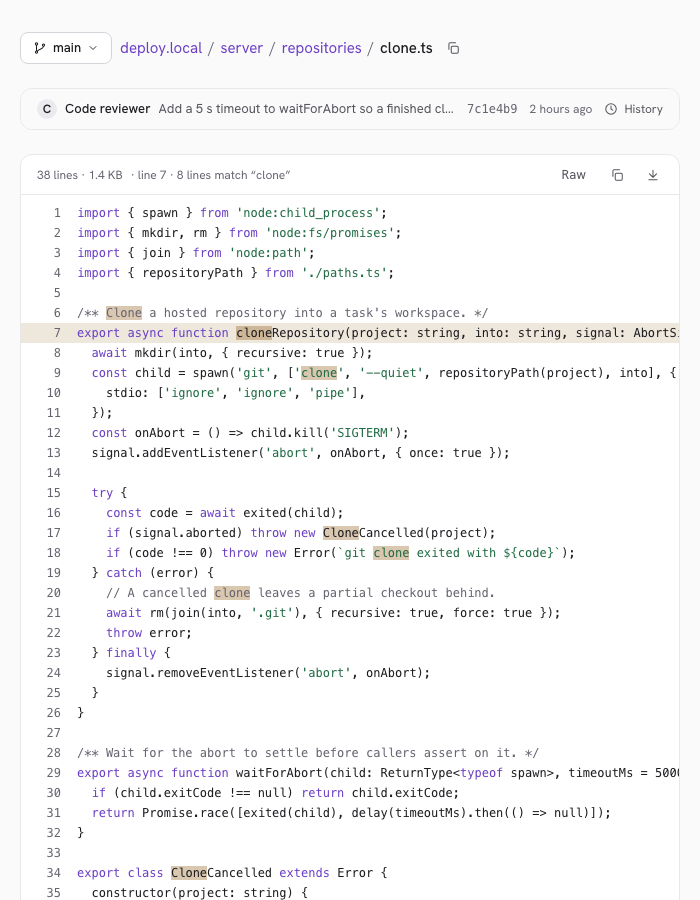 main
deploy.local / server / repositories / clone.ts
C Code reviewer Add a 5 s timeout to waitForAbort so a finished cl… 7c1e4b9 2 hours ago History
38 lines · 1.4 KB · line 7 · 8 lines match “clone” Raw
1 import { spawn } from 'node:child_process';
2 import { mkdir, rm } from 'node:fs/promises';
3 import { join } from 'node:path';
4 import { repositoryPath } from './paths.ts';
5
6 /** Clone a hosted repository into a task's workspace. */
7 export async function cloneRepository(project: string, into: string, signal: AbortSi
8   await mkdir(into, { recursive: true });
9   const child = spawn('git', ['clone', '--quiet', repositoryPath(project), into], {
10     stdio: ['ignore', 'ignore', 'pipe'],
11   });
12   const onAbort = () => child.kill('SIGTERM');
13   signal.addEventListener('abort', onAbort, { once: true });
14
15   try {
16     const code = await exited(child);
17     if (signal.aborted) throw new CloneCancelled(project);
18     if (code !== 0) throw new Error(`git clone exited with ${code}`);
19   } catch (error) {
20     // A cancelled clone leaves a partial checkout behind.
21     await rm(join(into, '.git'), { recursive: true, force: true });
22     throw error;
23   } finally {
24     signal.removeEventListener('abort', onAbort);
25   }
26 }
27
28 /** Wait for the abort to settle before callers assert on it. */
29 export async function waitForAbort(child: ReturnType<typeof spawn>, timeoutMs = 5000
30   if (child.exitCode !== null) return child.exitCode;
31   return Promise.race([exited(child), delay(timeoutMs).then(() => null)]);
32 }
33
34 export class CloneCancelled extends Error {
35   constructor(project: string) {